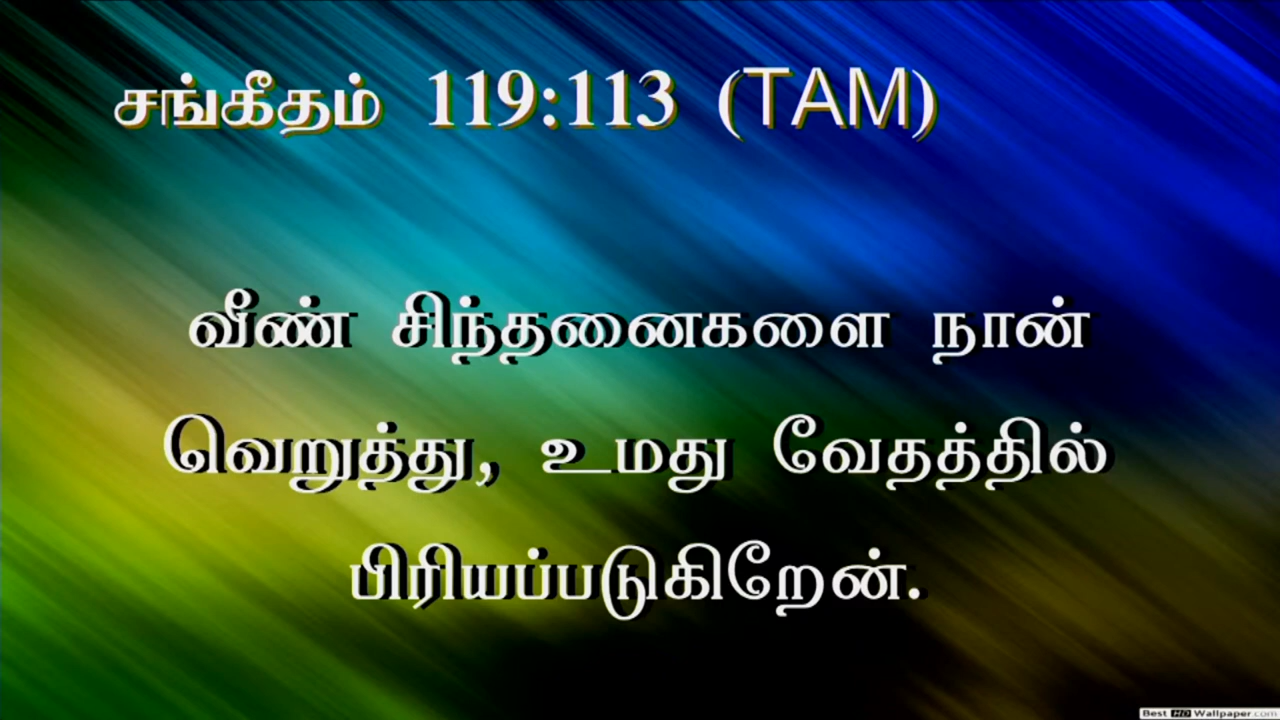 சங்கீதம் 119:113 (TAM)
வீண் சிந்தனைகளை நான்
வெறுத்து, உமது வேதத்தில்
பிரியப்படுகிறேன்.
Best HD Wallpaper.com